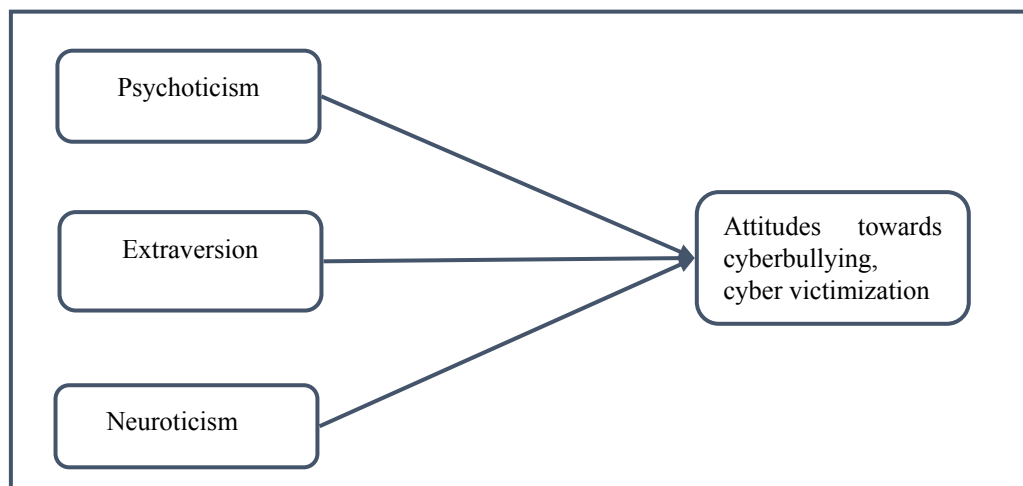 Psychoticism
Extraversion
Neuroticism
Attitudes towards
cyberbullying,
cyber victimization